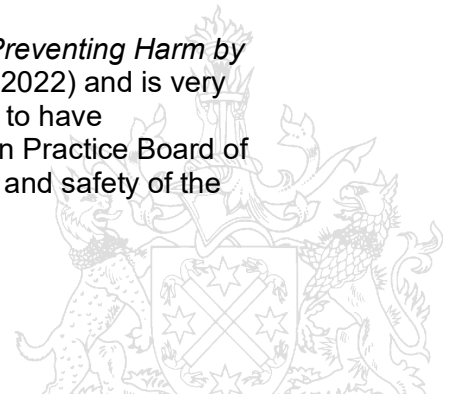 Preventing Harm by
2022) and is very
to have
n Practice Board of
and safety of the